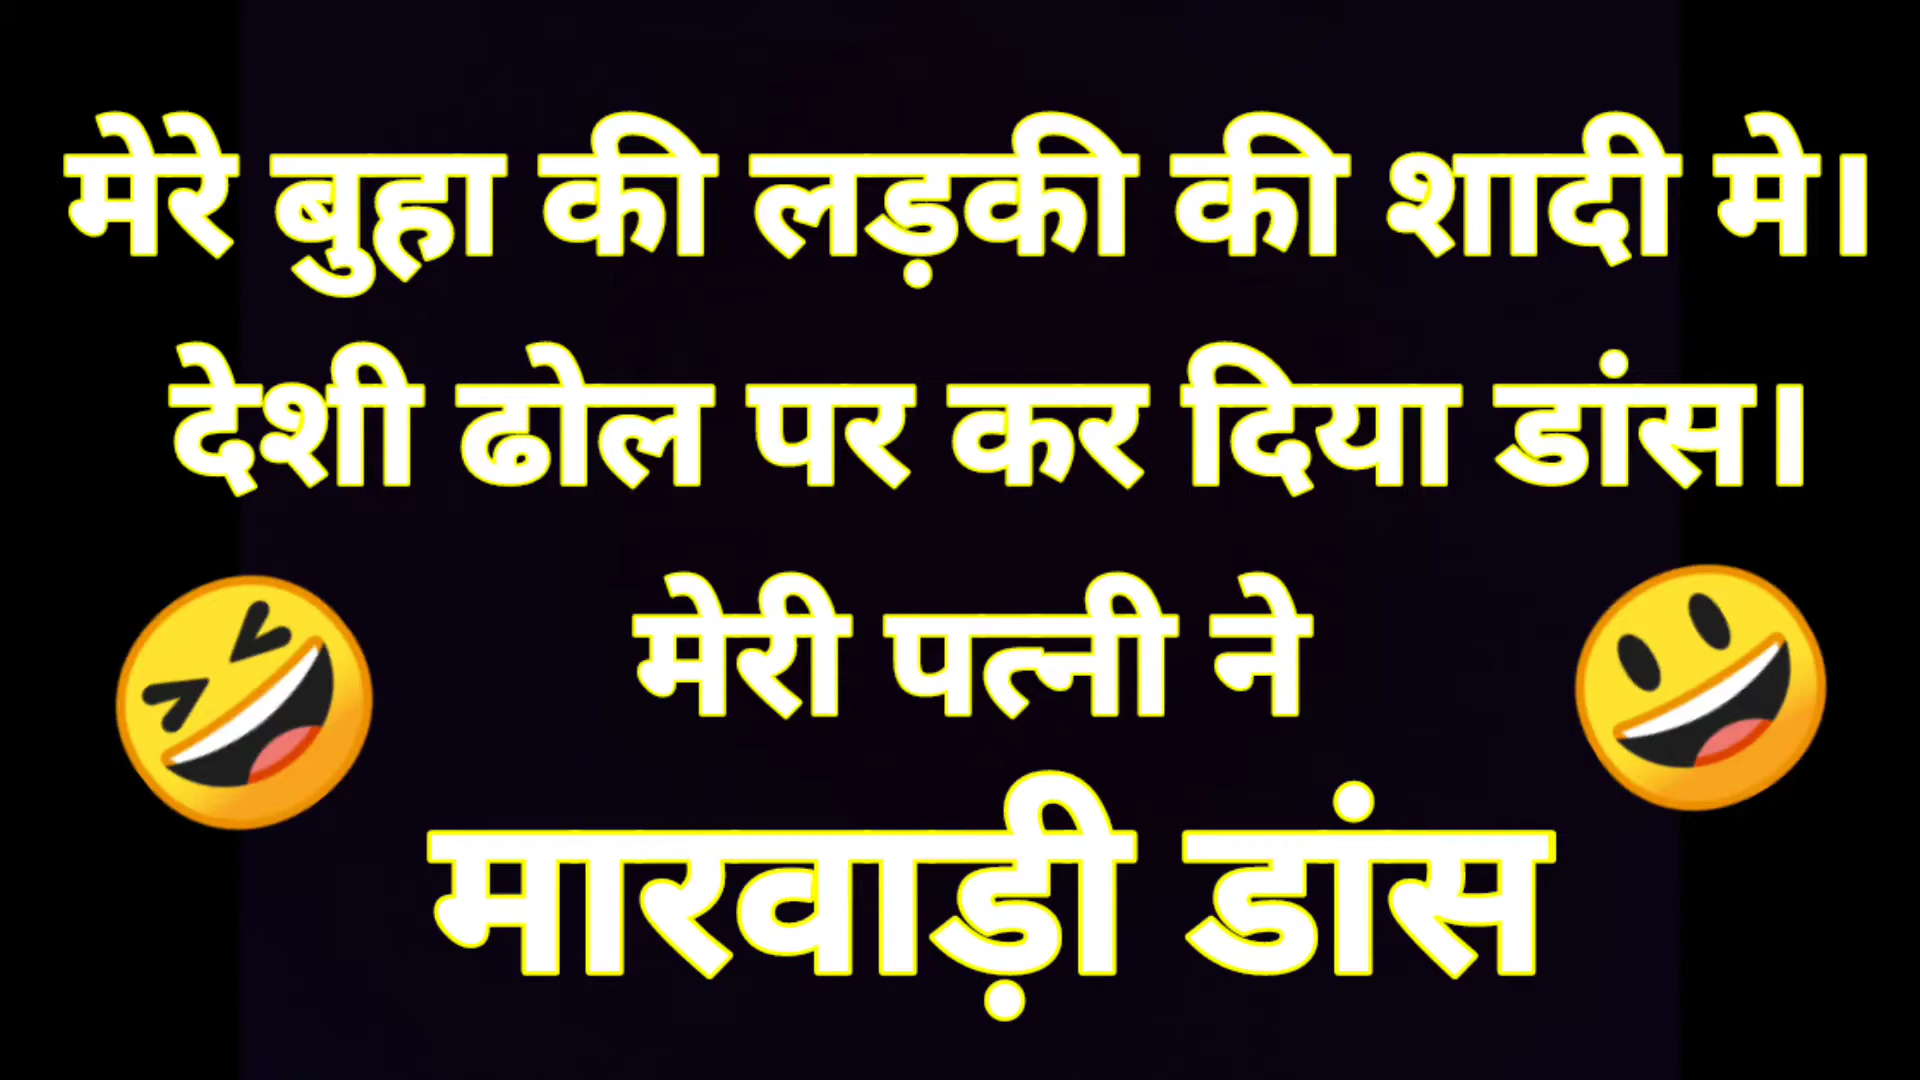 मेरे बुहा की लड़की की शादी मे।
देशी ढोल पर कर दिया डांस।
मेरी पत्नी ने
मारवाड़ी डांस